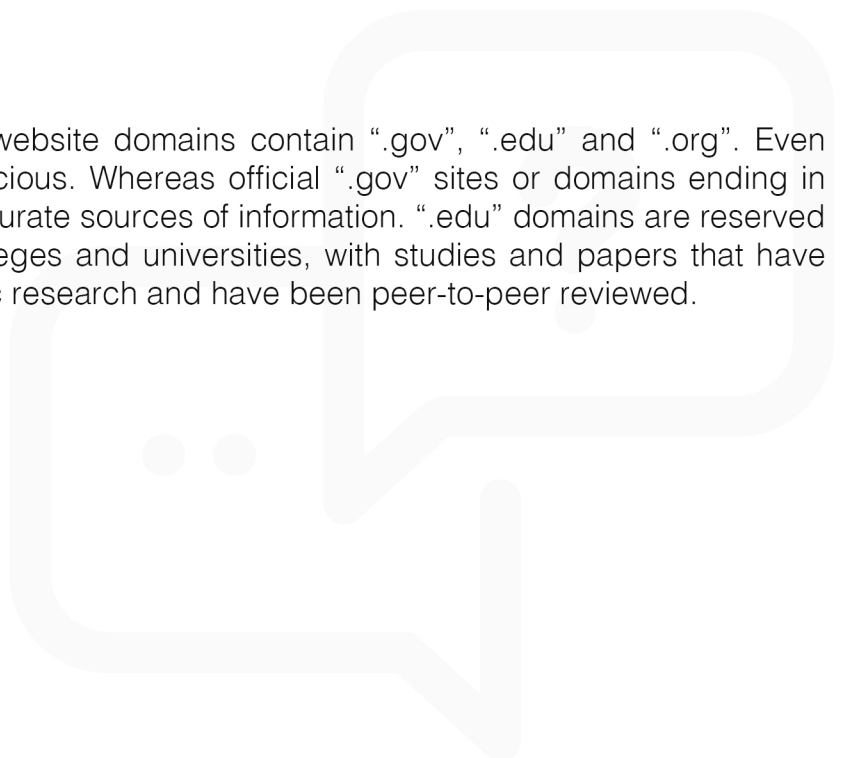 website domains contain “.gov”, “.edu” and “.org”. Even
cious. Whereas official “.gov” sites or domains ending in
urate sources of information. “.edu” domains are reserved
eges and universities, with studies and papers that have
research and have been peer-to-peer reviewed.